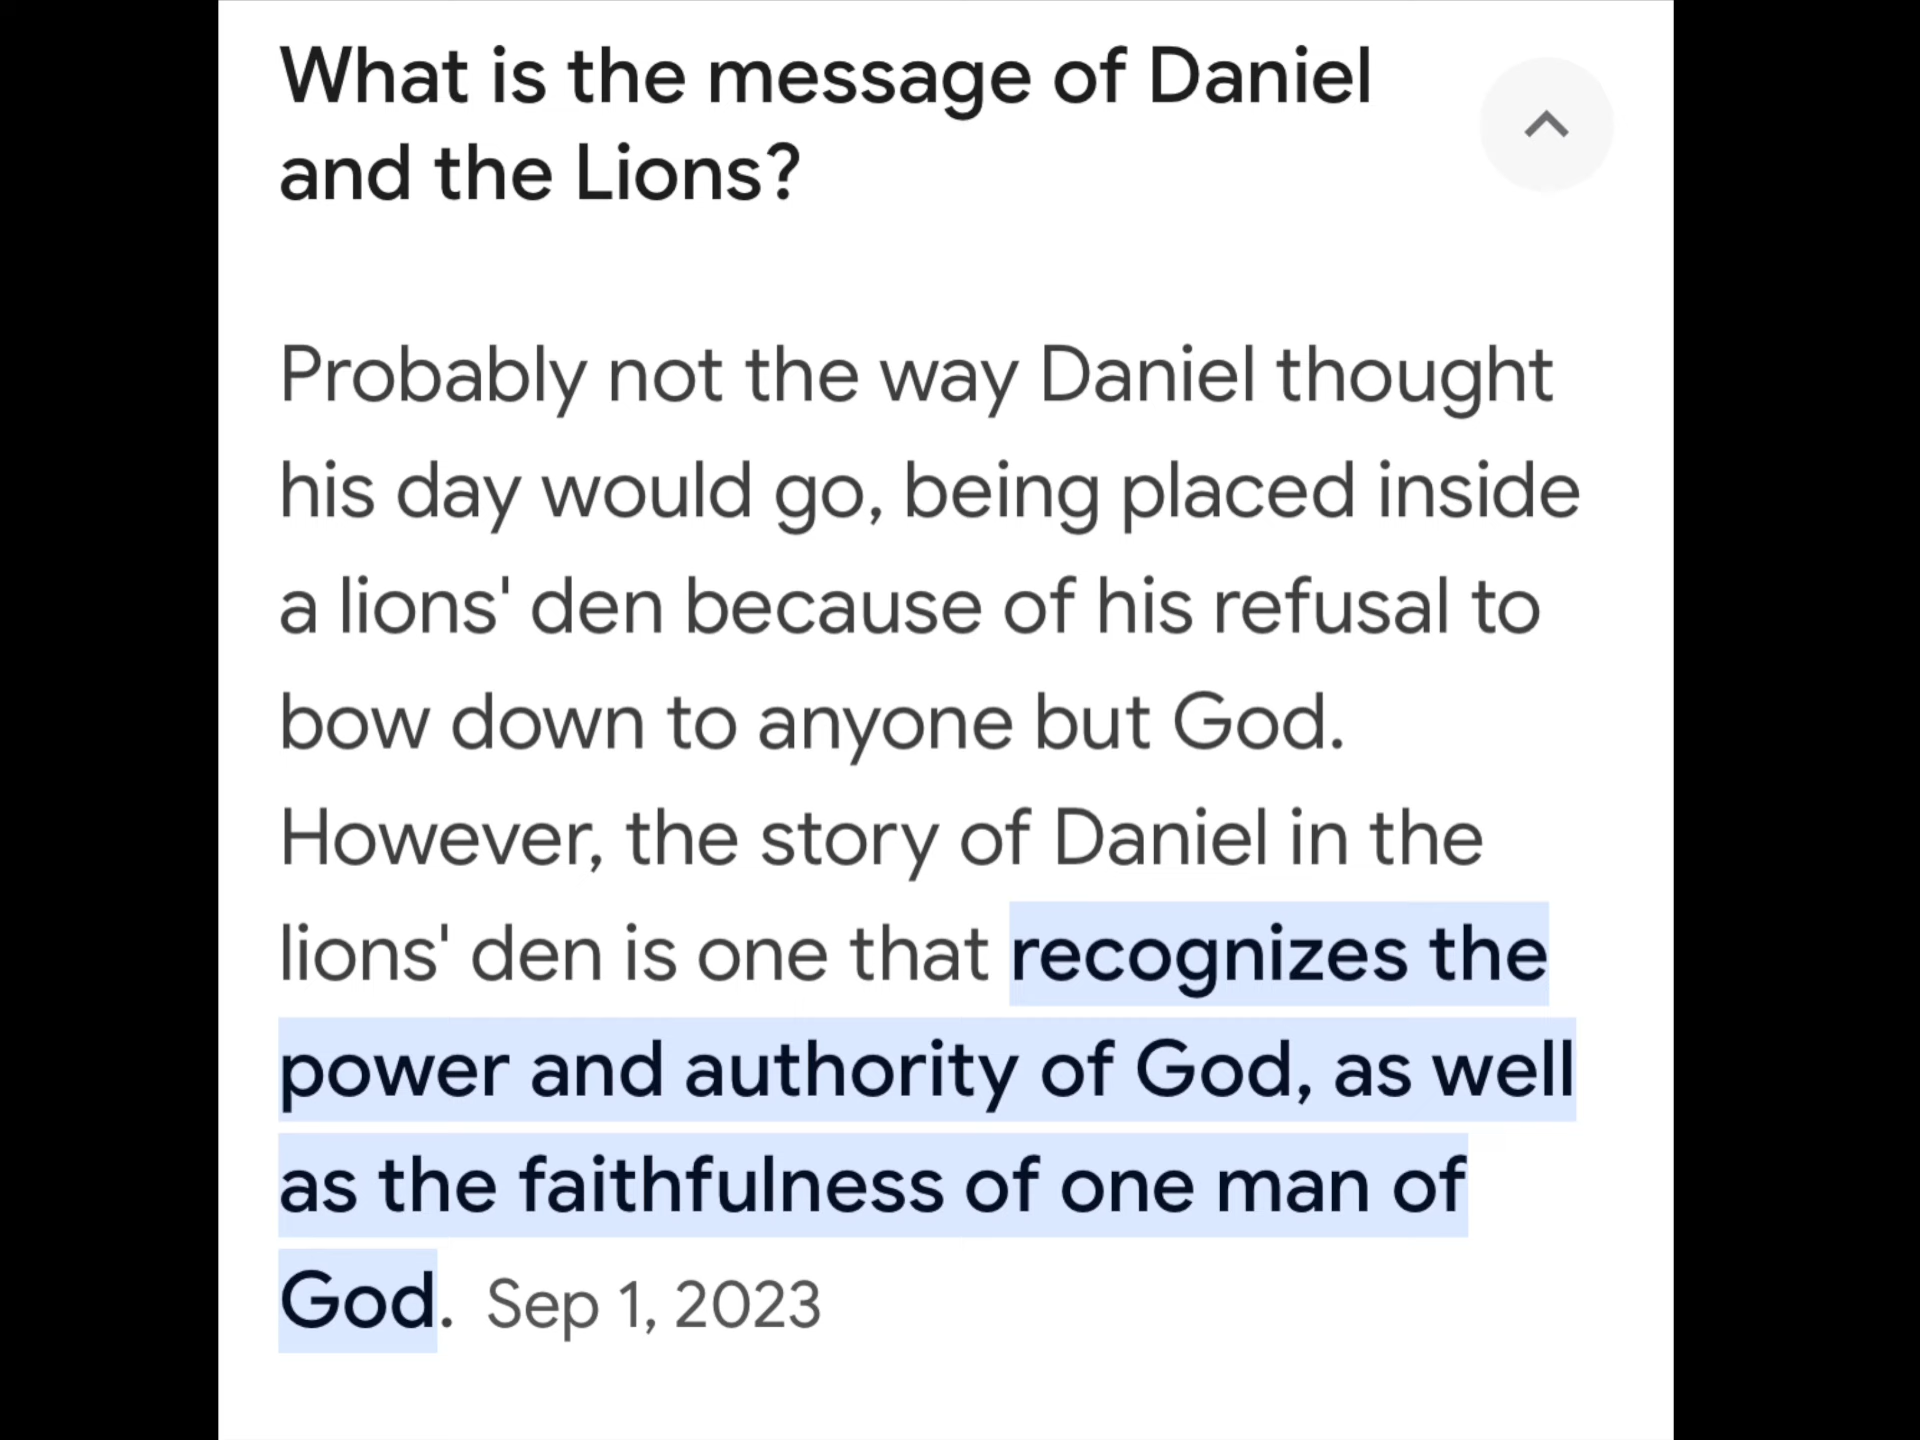 What is the message of Daniel
and the Lions?
Probably not the way Daniel thought
his day would go, being placed inside
a lions' den because of his refusal to
bow down to anyone but God.
However, the story of Daniel in the
lions' den is one that recognizes the
power and authority of God, as well
as the faithfulness of one man of
God. Sep 1, 2023